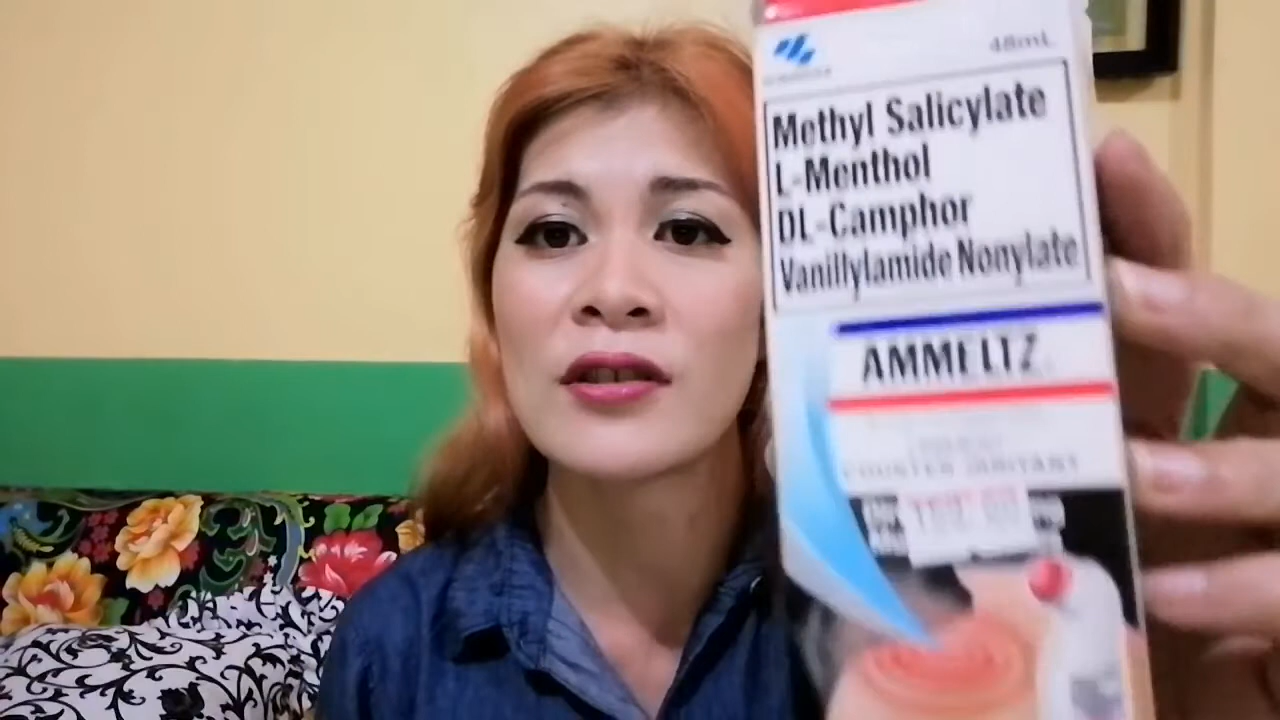 48mL
Methyl Salicylate
L-Menthol
DL-Camphor
Vanillylamide Nonylate
AMMELTZ
COUNTER IRRITANT